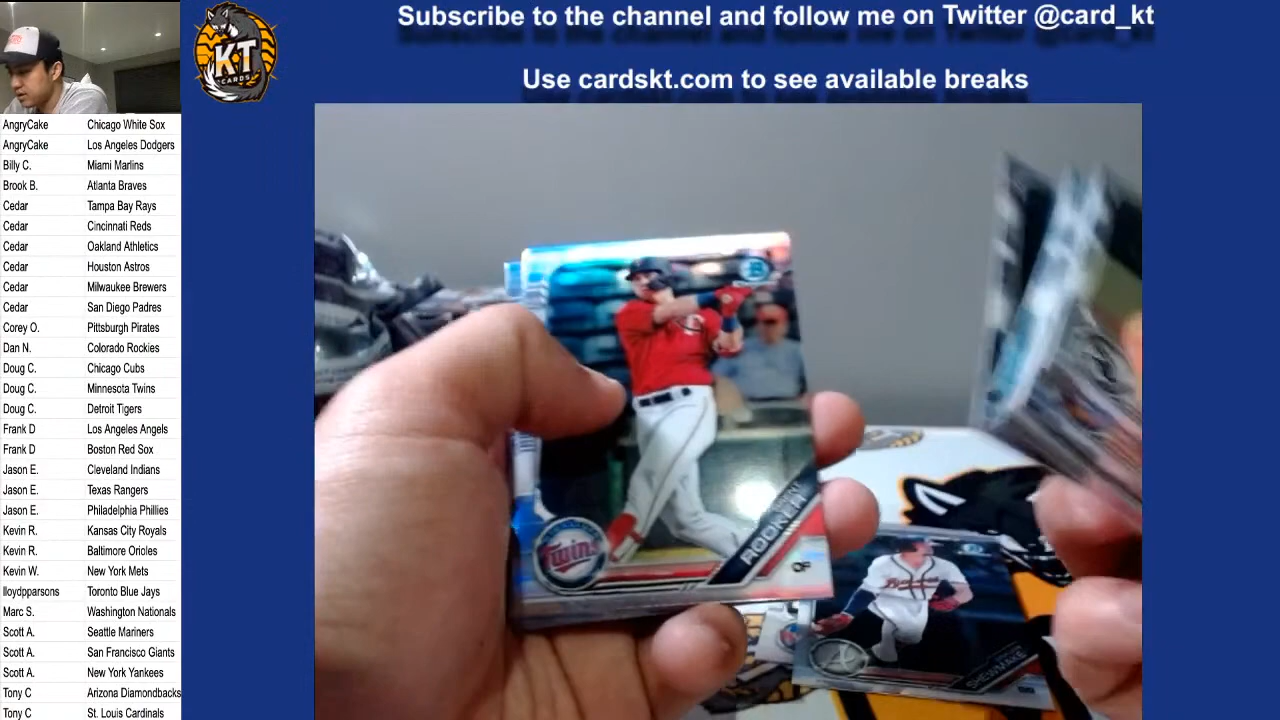 Subscribe to the channel and follow me on Twitter @card_kt
Use cardskt.com to see available breaks
KT
CARDS
AngryCake Chicago White Sox
AngryCake Los Angeles Dodgers
Billy C. Miami Marlins
Brook B. Atlanta Braves
Cedar Tampa Bay Rays
Cedar Cincinnati Reds
Cedar Oakland Athletics
Cedar Houston Astros
Cedar Milwaukee Brewers
Cedar San Diego Padres
Corey O. Pittsburgh Pirates
Dan N. Colorado Rockies
Doug C. Chicago Cubs
Doug C. Minnesota Twins
Doug C. Detroit Tigers
Frank D Los Angeles Angels
Frank D Boston Red Sox
Jason E. Cleveland Indians
Jason E. Texas Rangers
Jason E. Philadelphia Phillies
Kevin R. Kansas City Royals
Kevin R. Baltimore Orioles
Kevin W. New York Mets
lloydpparsons Toronto Blue Jays
Marc S. Washington Nationals
Scott A. Seattle Mariners
Scott A. San Francisco Giants
Scott A. New York Yankees
Tony C Arizona Diamondbacks
Tony C St. Louis Cardinals
Twins
ROOKER
OF
Braves
SHEWMAKE